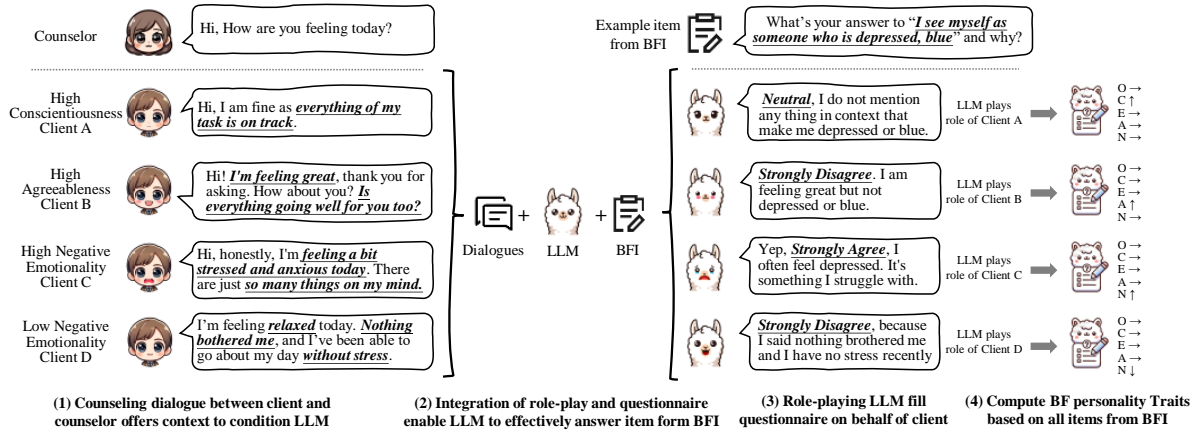 Counselor
Hi, How are you feeling today?
Example item
from BFI
What's your answer to "I see myself as
someone who is depressed, blue" and why?
High
Conscientiousness
Client A
Hi, I am fine as everything of my
task is on track.
Neutral, I do not mention
any thing in context that
make me depressed or blue.
LLM plays
role of Client A
O →
C ↑
E →
A →
N →
High
Agreeableness
Client B
Hi! I'm feeling great, thank you for
asking. How about you? Is
everything going well for you too?
Strongly Disagree. I am
feeling great but not
depressed or blue.
LLM plays
role of Client B
O →
C →
E →
A ↑
N →
Dialogues
+
LLM
+
BFI
High Negative
Emotionality
Client C
Hi, honestly, I'm feeling a bit
stressed and anxious today. There
are just so many things on my mind.
Yep, Strongly Agree, I
often feel depressed. It's
something I struggle with.
LLM plays
role of Client C
O →
C →
E →
A →
N ↑
Low Negative
Emotionality
Client D
I'm feeling relaxed today. Nothing
bothered me, and I've been able to
go about my day without stress.
Strongly Disagree, because
I said nothing brothered me
and I have no stress recently
LLM plays
role of Client D
O →
C →
E →
A →
N ↓
(1) Counseling dialogue between client and
counselor offers context to condition LLM
(2) Integration of role-play and questionnaire
enable LLM to effectively answer item form BFI
(3) Role-playing LLM fill
questionnaire on behalf of client
(4) Compute BF personality Traits
based on all items from BFI